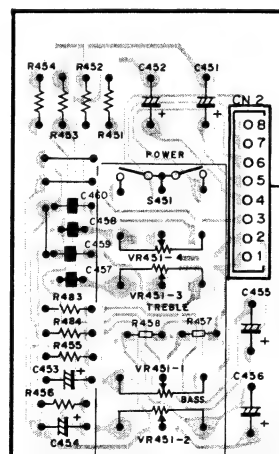 R454 R452 C452 C451
R453 R451
CN 2
8
7
6
5
4
3
2
1
POWER
S451
C460
C458
C459
C457
VR451-4
VR451-3
TREBLE
R483
R484
R455
C453
R456
C454
R458 R457
C455
C456
VR451-1
BASS
VR451-2
+
+
+
+
+
+